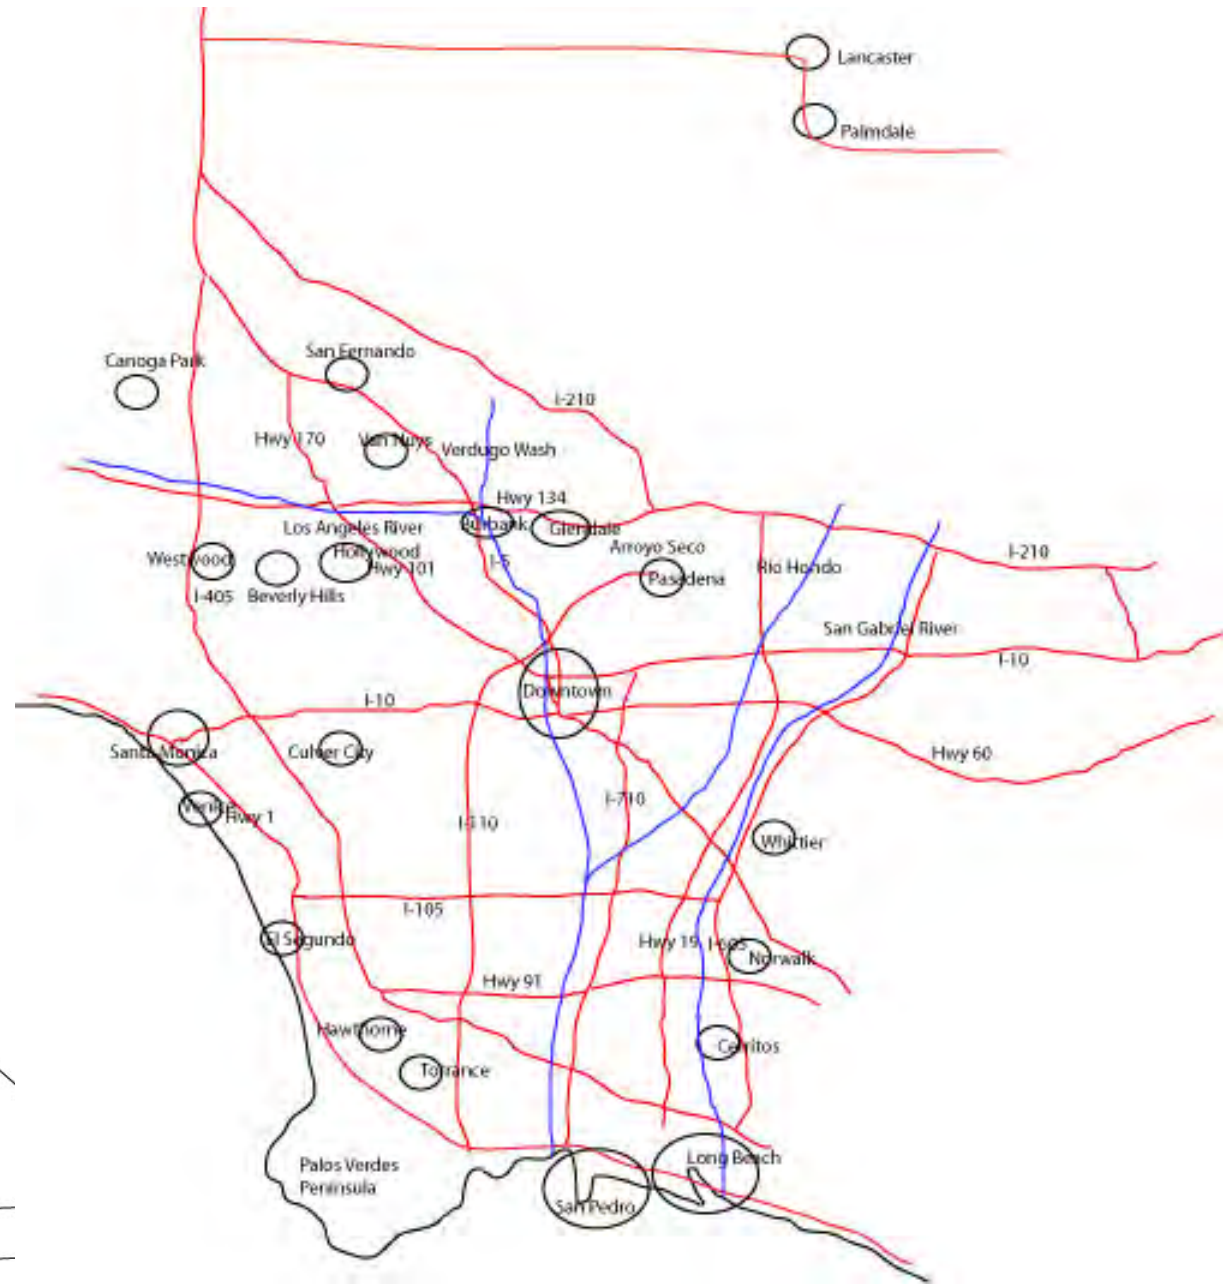 Lancaster
Palmdale
San Fernando
Canoga Park
I-210
Hwy 170
Van Nuys
Verdugo Wash
Hwy 134
Los Angeles River
Burbank
Glendale
Arroyo Seco
Hollywood
Westwood
I-5
Hwy 101
Rio Hondo
I-210
Pasadena
I-405
Beverly Hills
San Gabriel River
I-10
Downtown
I-10
Santa Monica
Culver City
Hwy 60
Venice
Hwy 1
I-710
I-110
Whittier
I-105
El Segundo
Hwy 19
I-605
Norwalk
Hwy 91
Hawthorne
Cerritos
Torrance
Long Beach
Palos Verdes
Peninsula
San Pedro